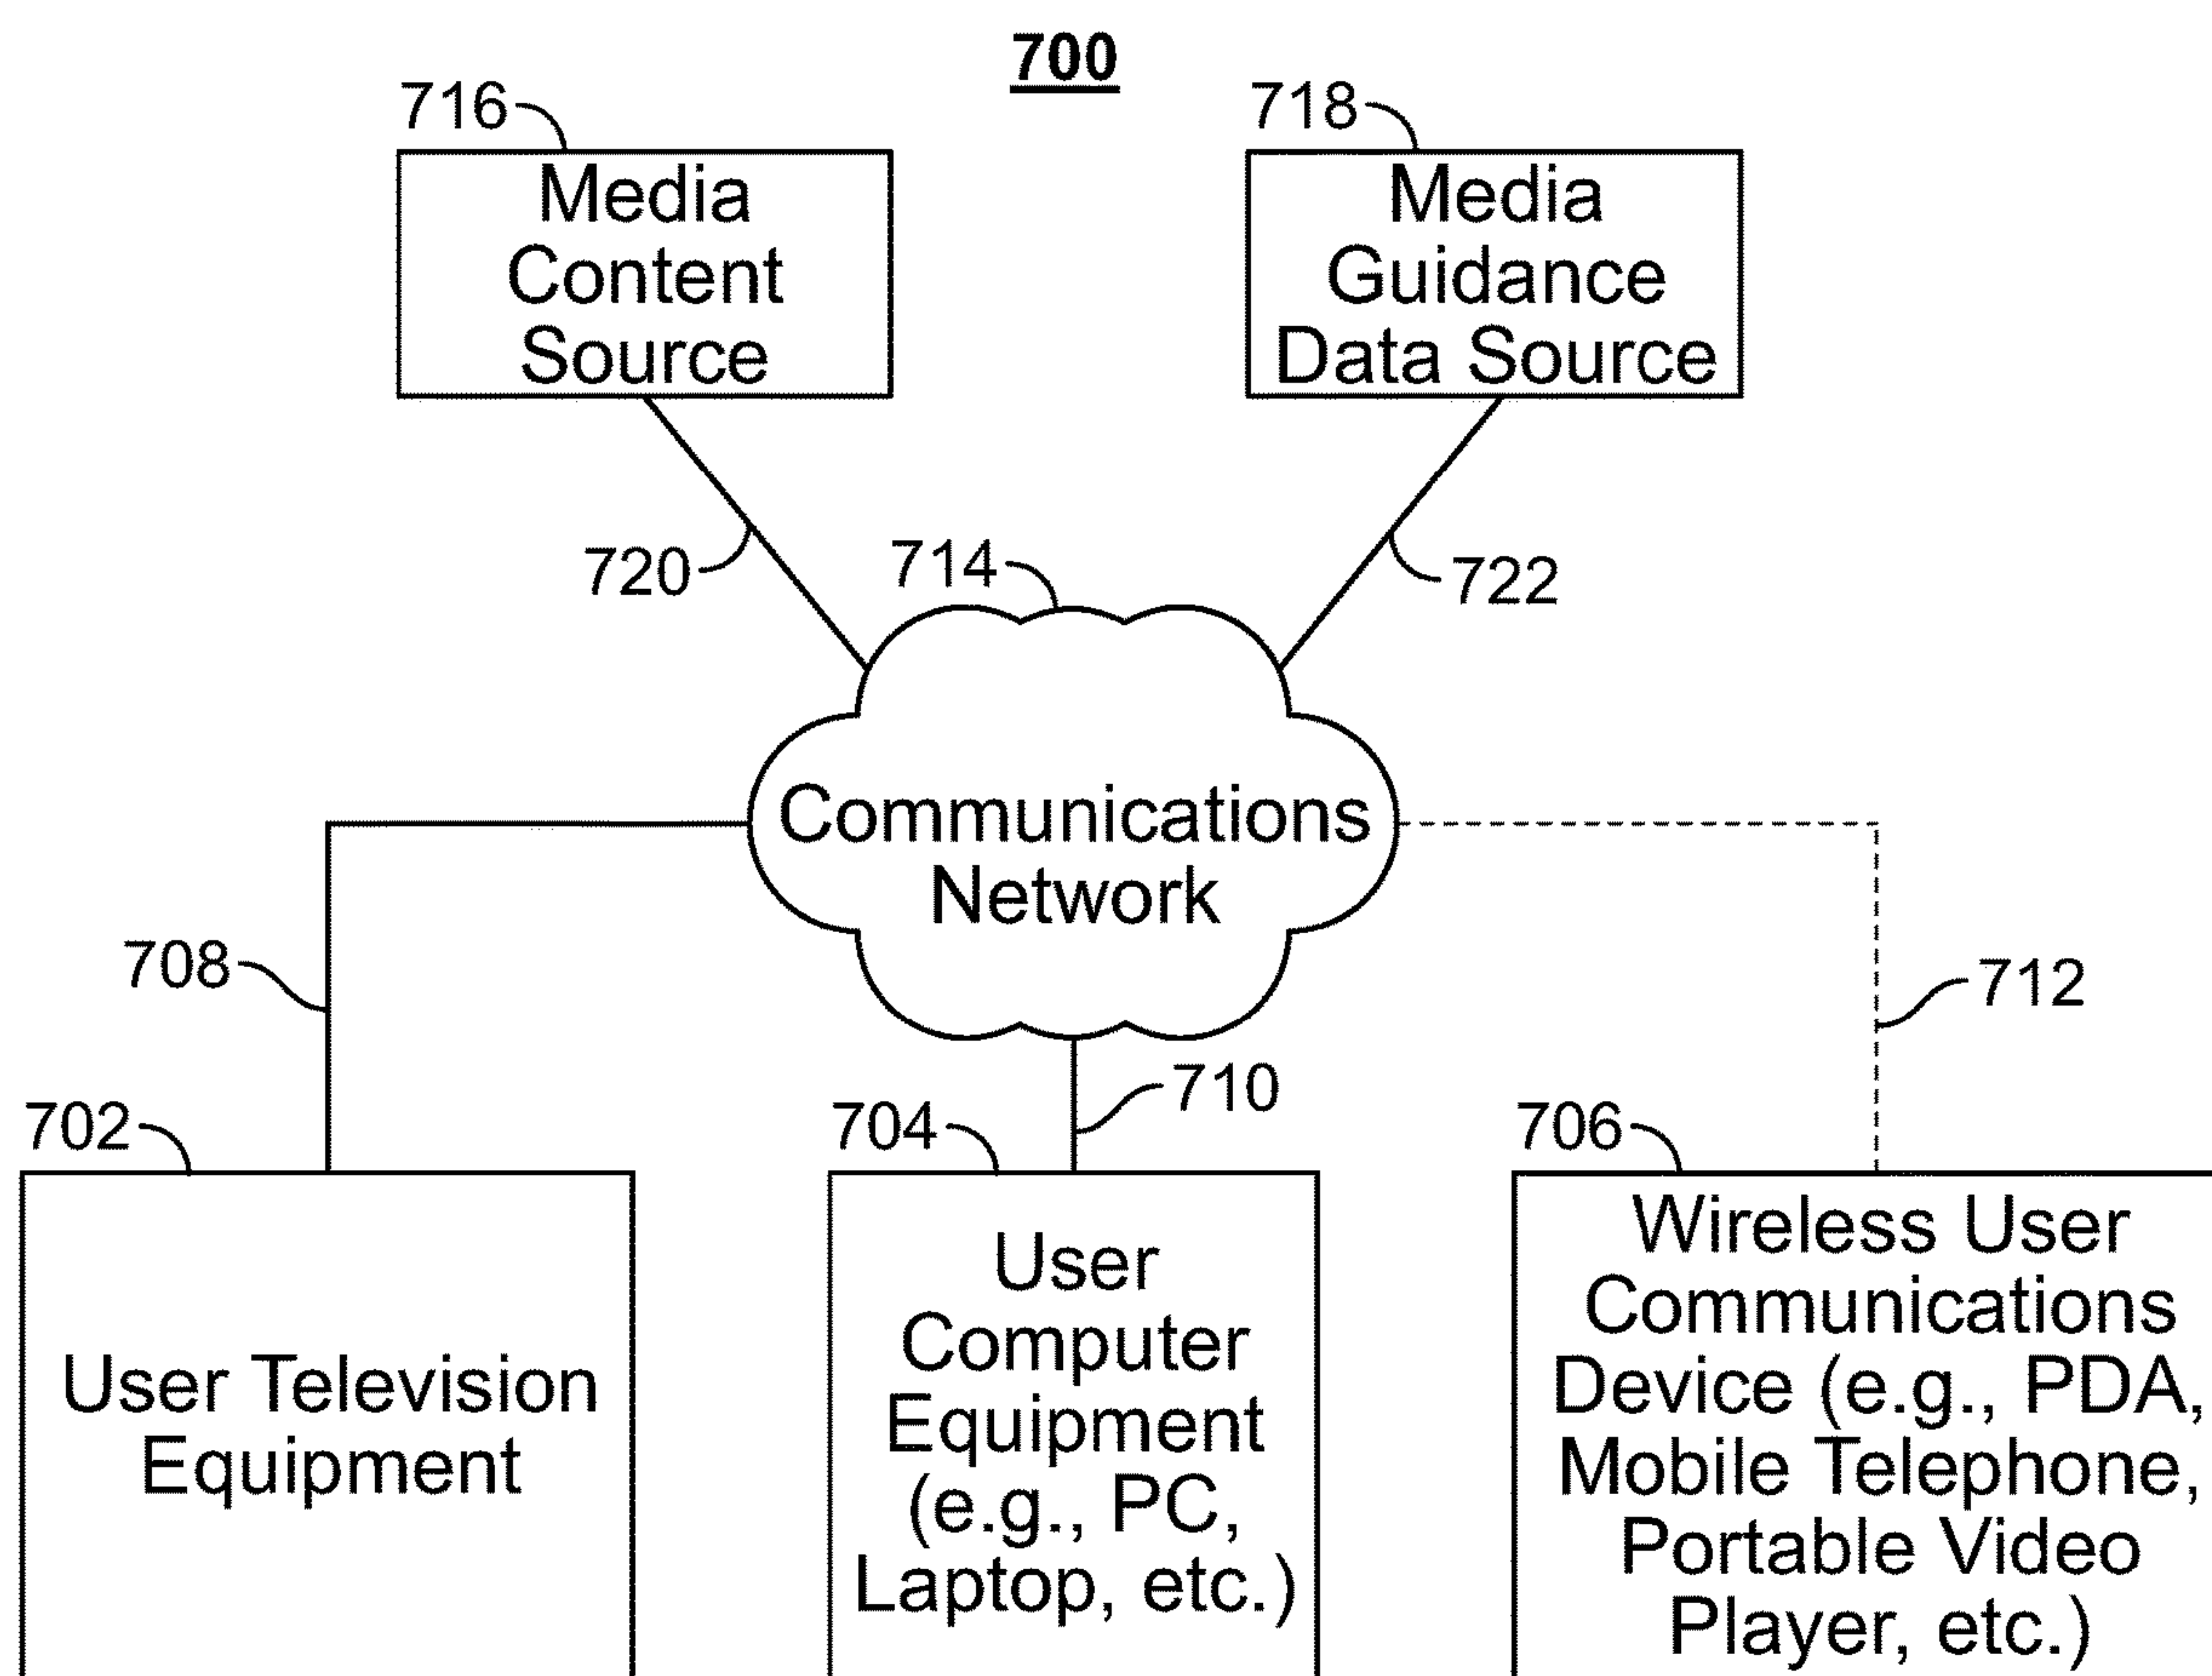 700
716
718
Media
Content
Source
Media
Guidance
Data Source
720
714
722
Communications
Network
708
712
710
702
704
706
User Television
Equipment
User
Computer
Equipment
(e.g., PC,
Laptop, etc.)
Wireless User
Communications
Device (e.g., PDA,
Mobile Telephone,
Portable Video
Player, etc.)